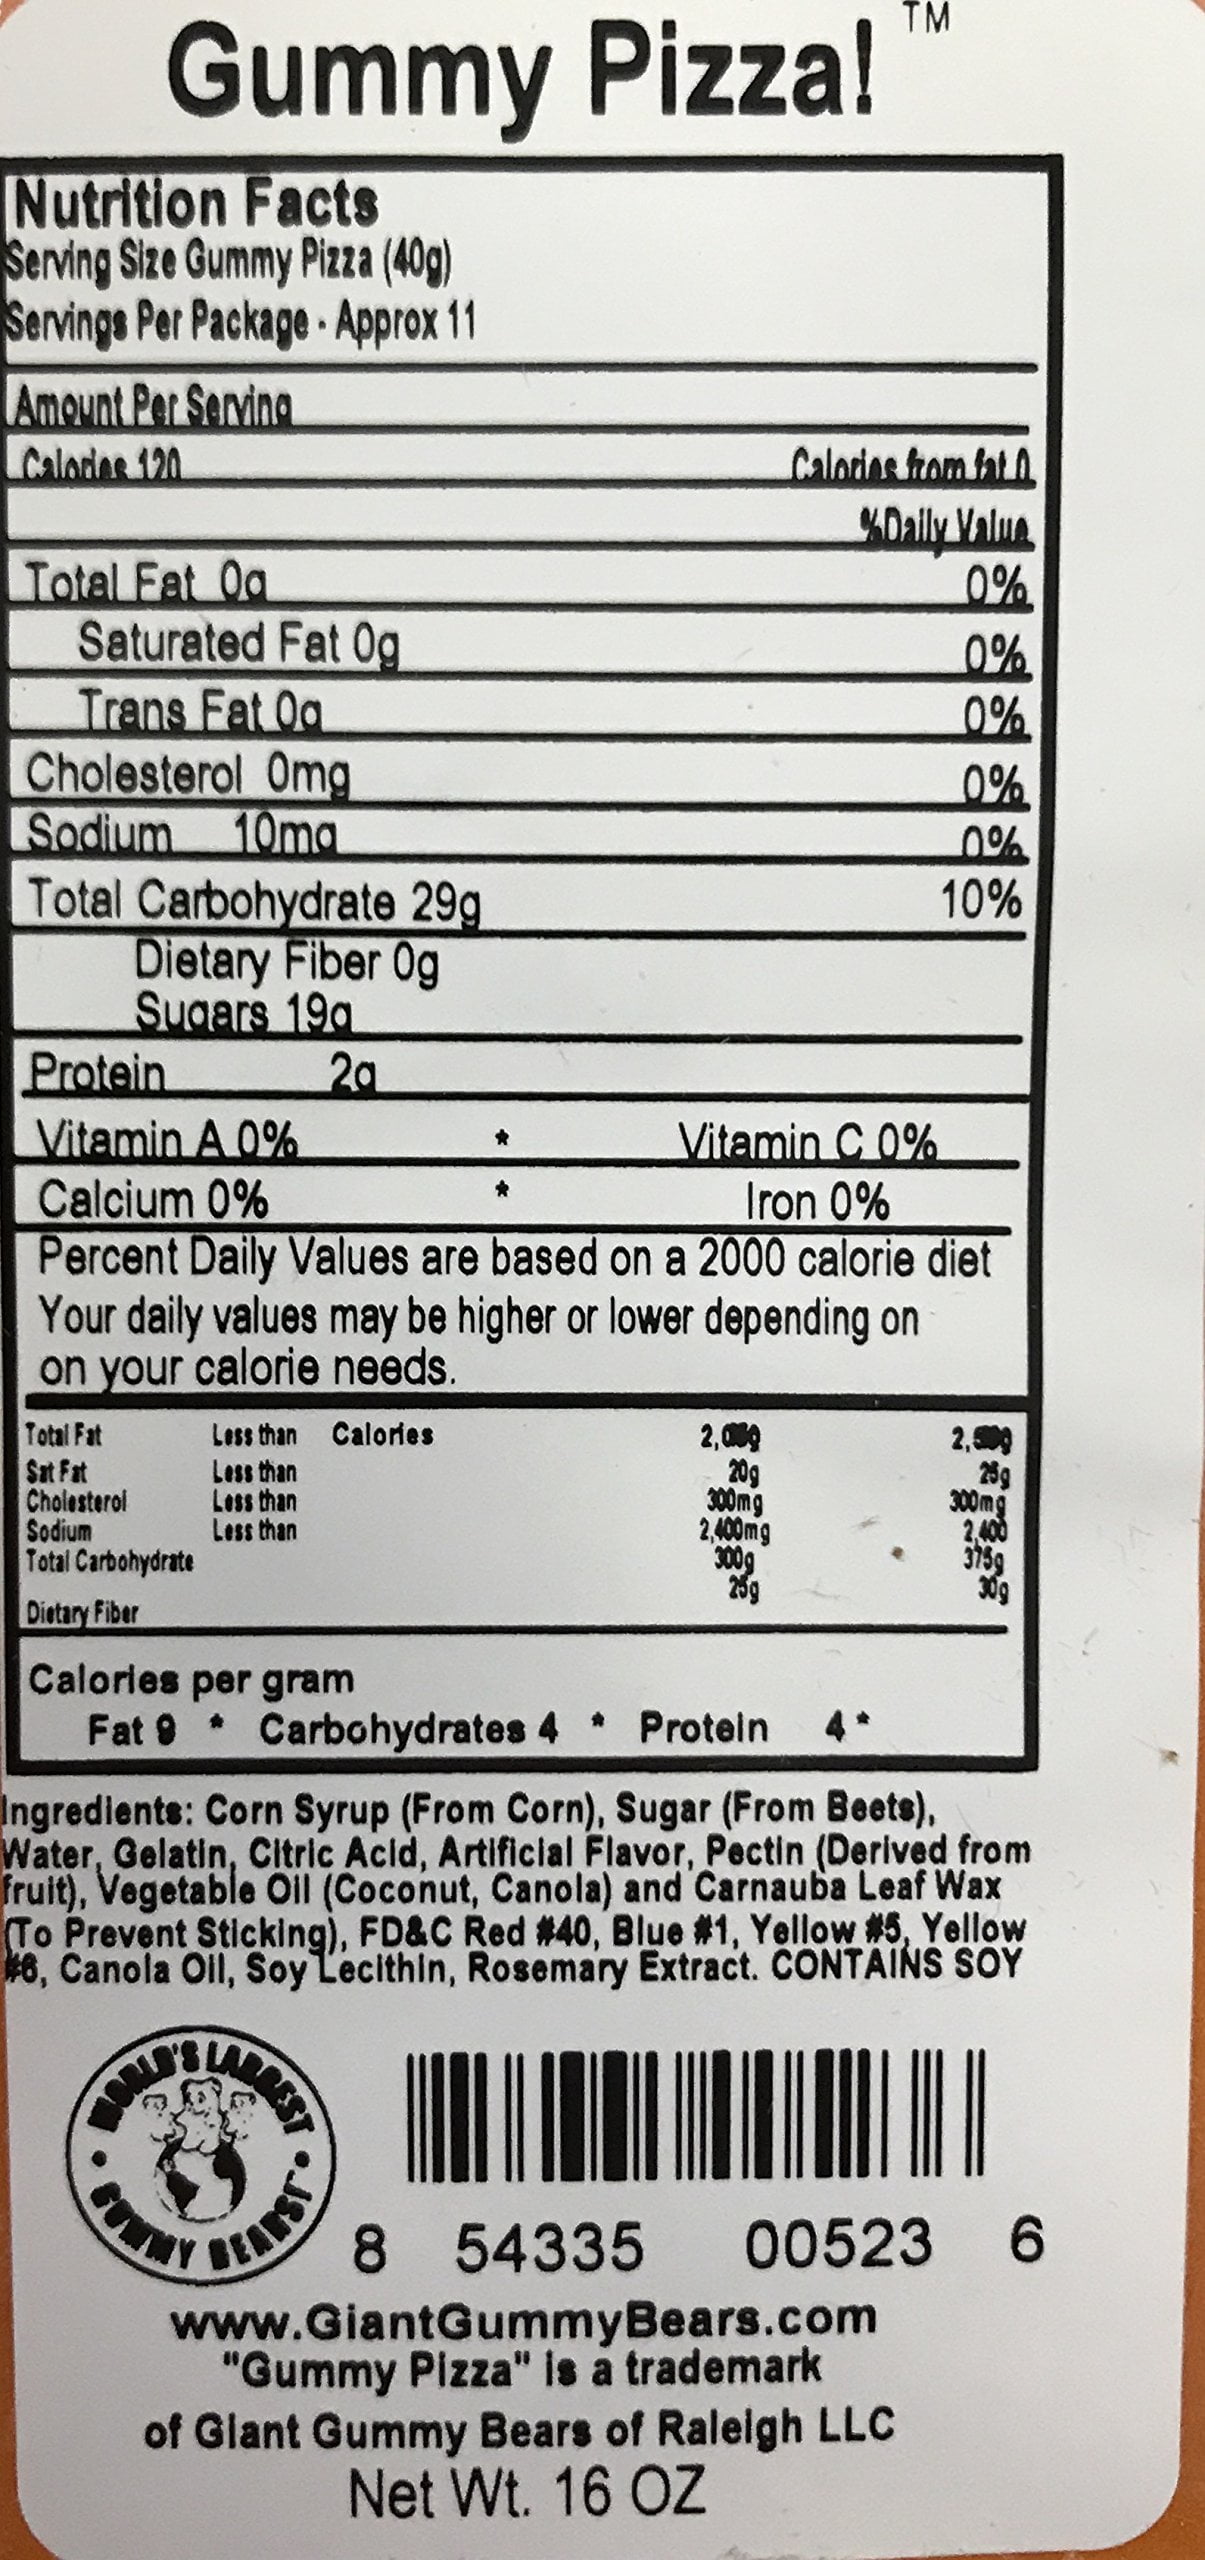 Gummy Pizza! TM
Nutrition Facts
Serving Size Gummy Pizza (40g)
Servings Per Package - Approx 11
Amount Per Serving
Calories 120 Calories from fat 0
%Daily Value
Total Fat 0g 0%
Saturated Fat 0g 0%
Trans Fat 0g 0%
Cholesterol 0mg 0%
Sodium 10mg 0%
Total Carbohydrate 29g 10%
Dietary Fiber 0g
Sugars 19g
Protein 2g
Vitamin A 0% * Vitamin C 0%
Calcium 0% * Iron 0%
Percent Daily Values are based on a 2000 calorie diet
Your daily values may be higher or lower depending on
on your calorie needs.
Total Fat Less than Calories
Sat Fat Less than 20g 25g
Cholesterol Less than 300mg 300mg
Sodium Less than 2,400mg 2,400
Total Carbohydrate 300g 375g
25g 30g
Dietary Fiber
Calories per gram
Fat 9 * Carbohydrates 4 * Protein 4 *
Ingredients: Corn Syrup (From Corn), Sugar (From Beets),
Water, Gelatin, Citric Acid, Artificial Flavor, Pectin (Derived from
fruit), Vegetable Oil (Coconut, Canola) and Carnauba Leaf Wax
(To Prevent Sticking), FD&C Red #40, Blue #1, Yellow #5, Yellow
#6, Canola Oil, Soy Lecithin, Rosemary Extract. CONTAINS SOY
WORLD'S LARGEST
GUMMY BEARS!
8 54335 00523 6
www.GiantGummyBears.com
"Gummy Pizza" is a trademark
of Giant Gummy Bears of Raleigh LLC
Net Wt. 16 OZ